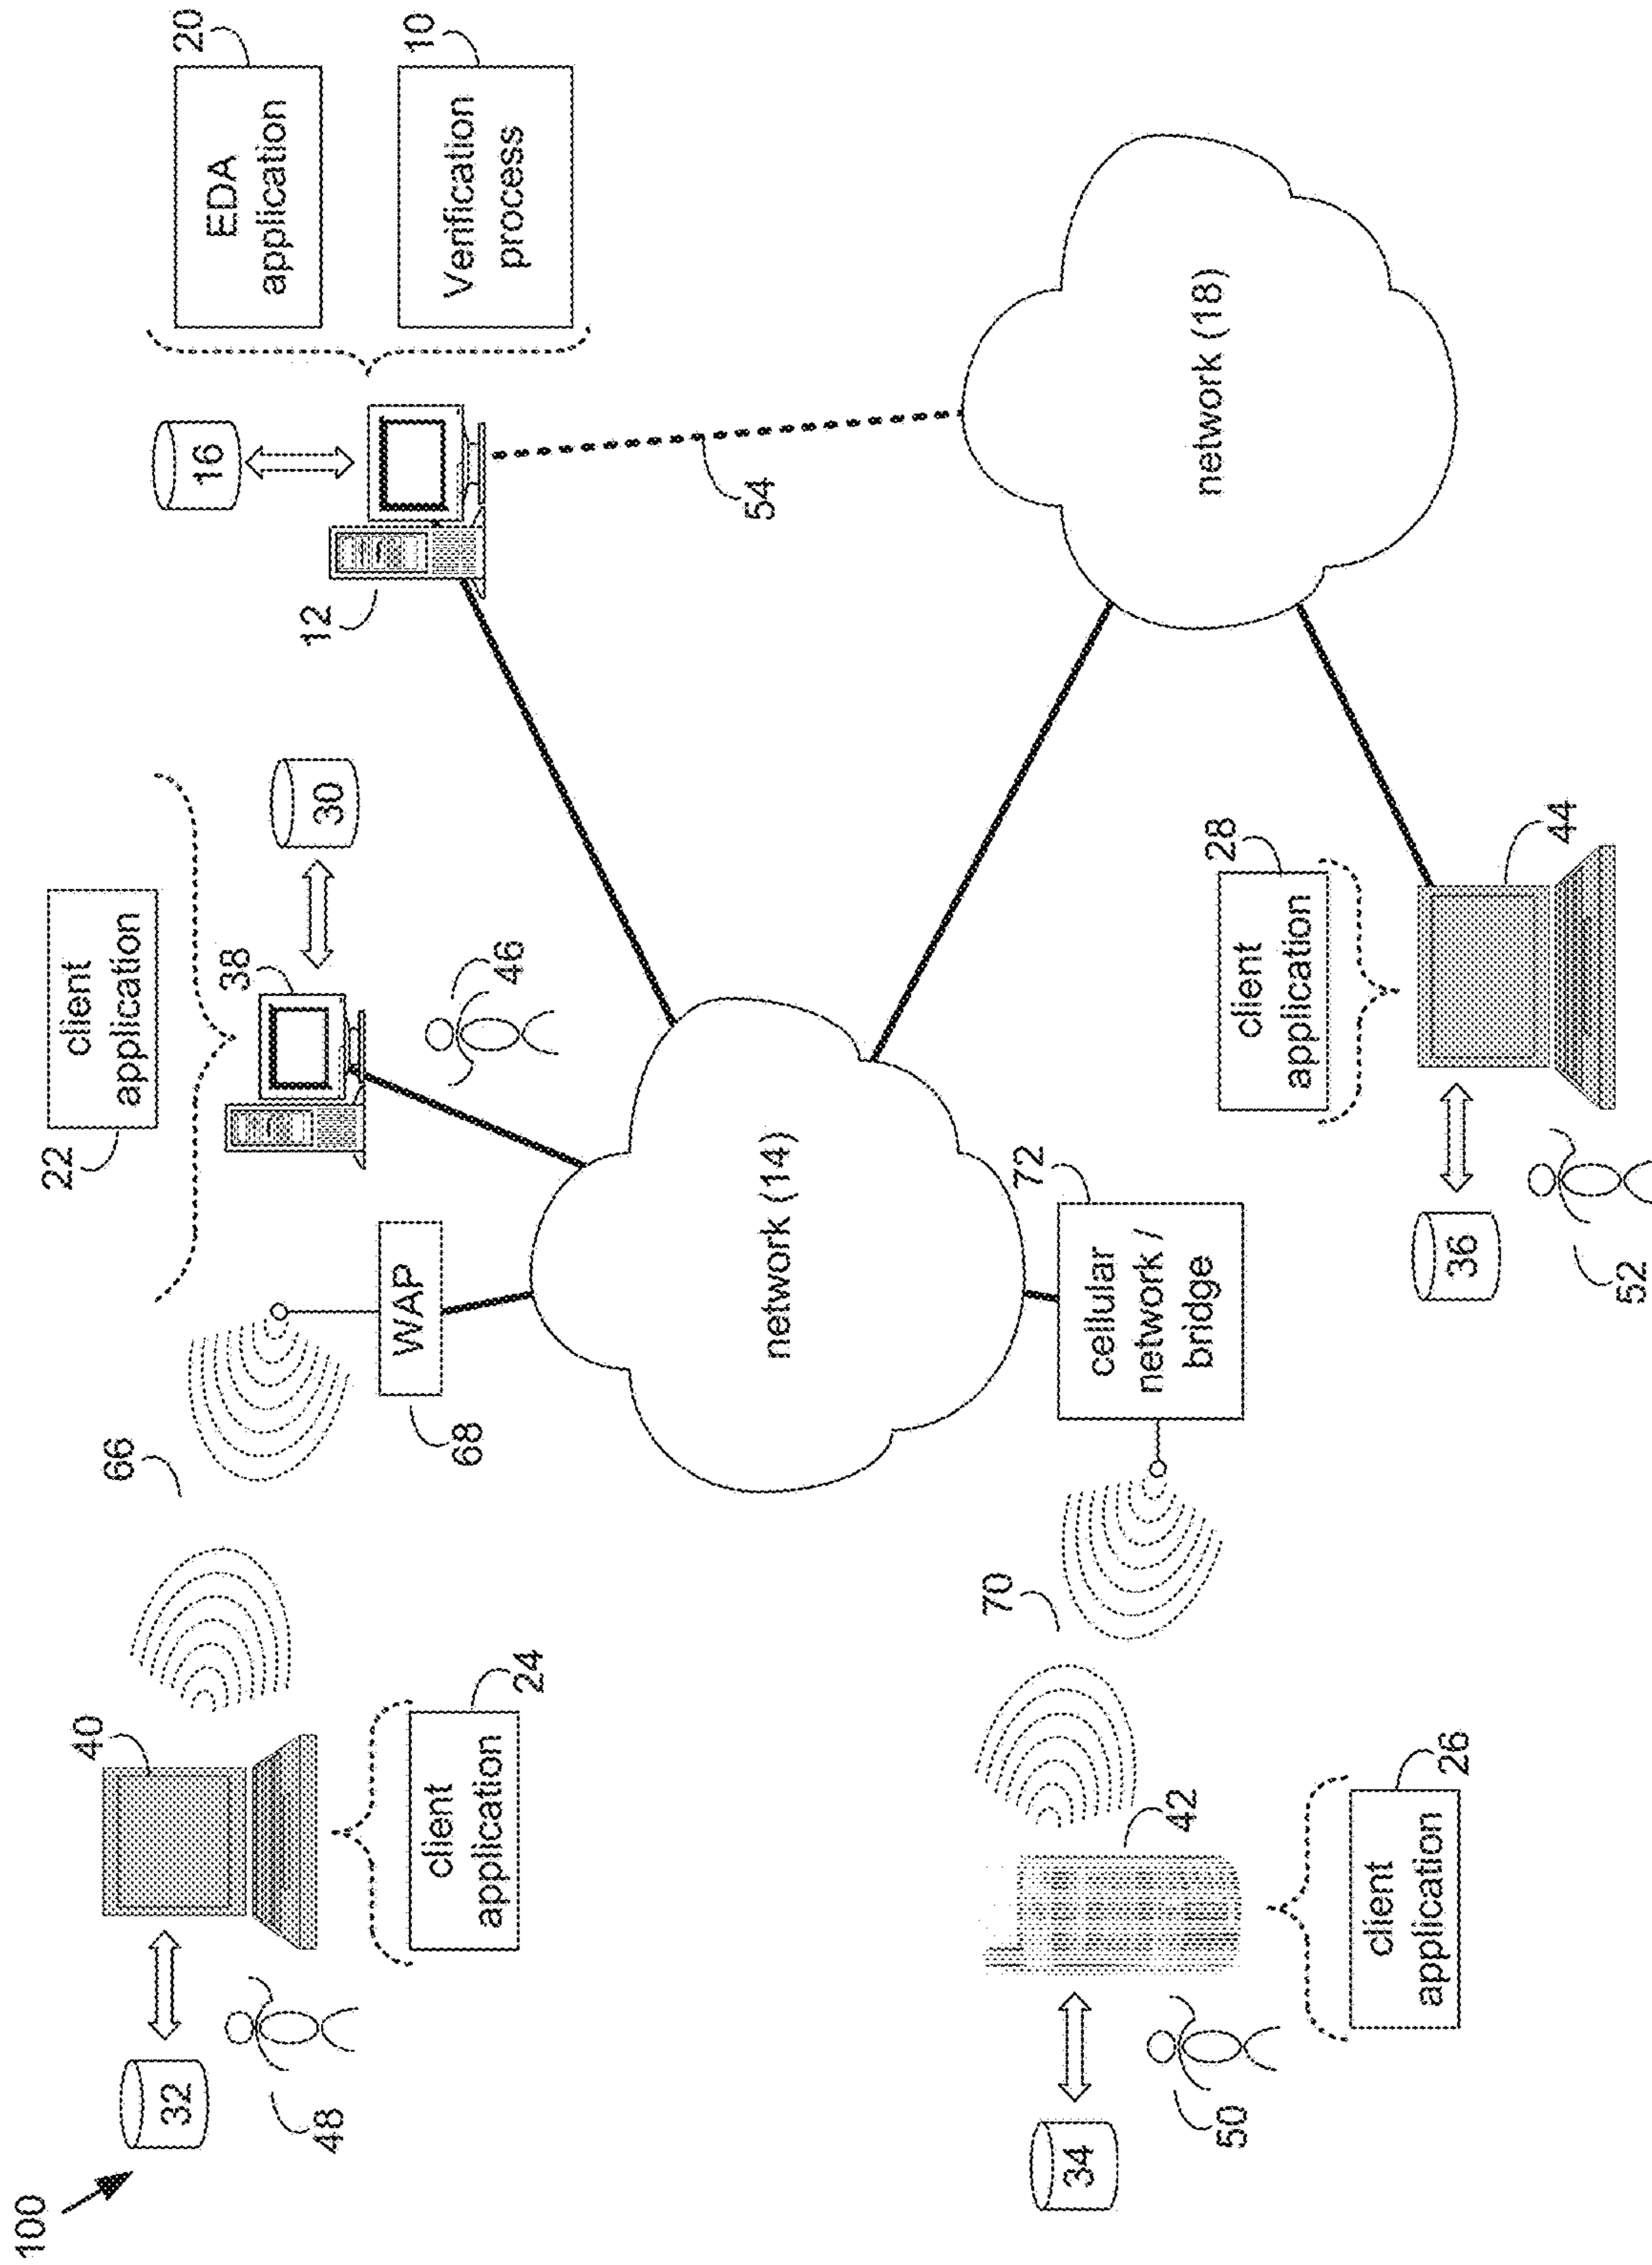 100
32
40
48
client
application
24
66
22
client
application
38
30
46
WAP
68
16
12
EDA
application
20
Verification
process
10
54
network (14)
network (18)
34
42
50
client
application
26
70
cellular
network /
bridge
72
client
application
28
36
44
52